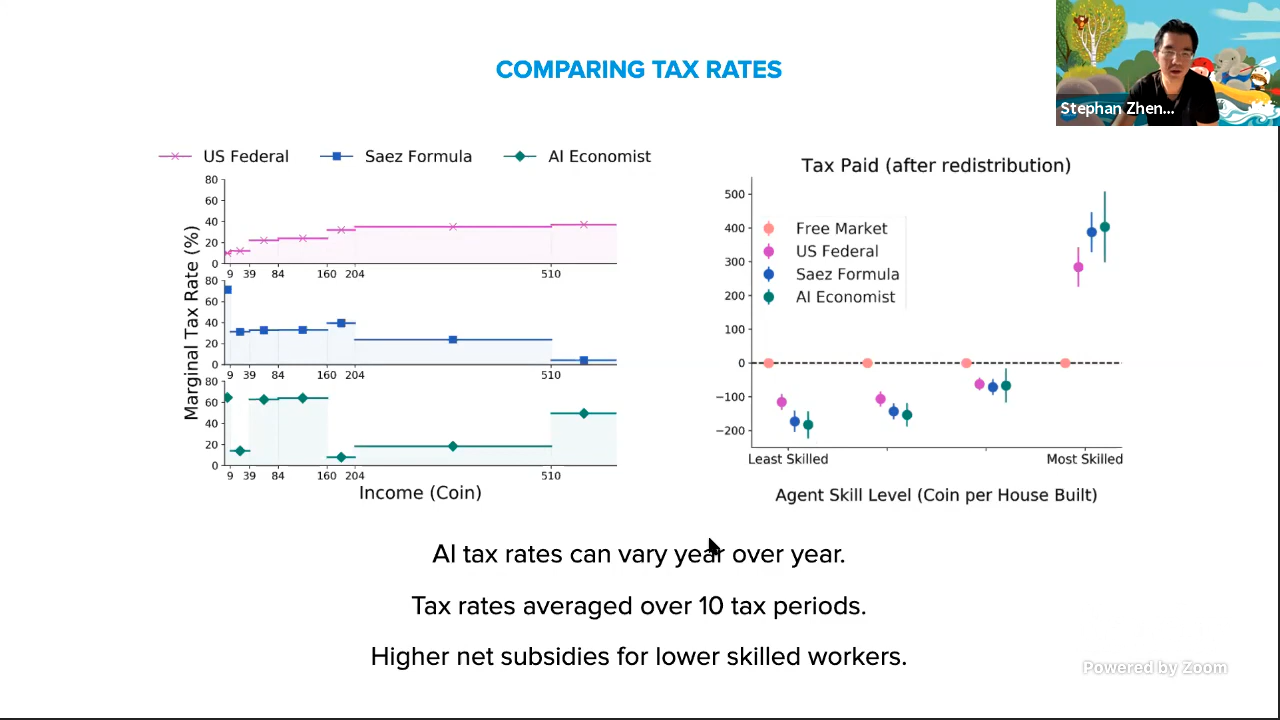 COMPARING TAX RATES
Stephan Zhen...
US Federal
Saez Formula
AI Economist
Marginal Tax Rate (%)
80
60
40
20
0
9 39 84 160 204 510
80
60
40
20
0
9 39 84 160 204 510
80
60
40
20
0
9 39 84 160 204 510
Income (Coin)
Tax Paid (after redistribution)
500
400
300
200
100
0
−100
−200
Free Market
US Federal
Saez Formula
AI Economist
Least Skilled
Most Skilled
Agent Skill Level (Coin per House Built)
AI tax rates can vary year over year.
Tax rates averaged over 10 tax periods.
Higher net subsidies for lower skilled workers.
Powered by Zoom